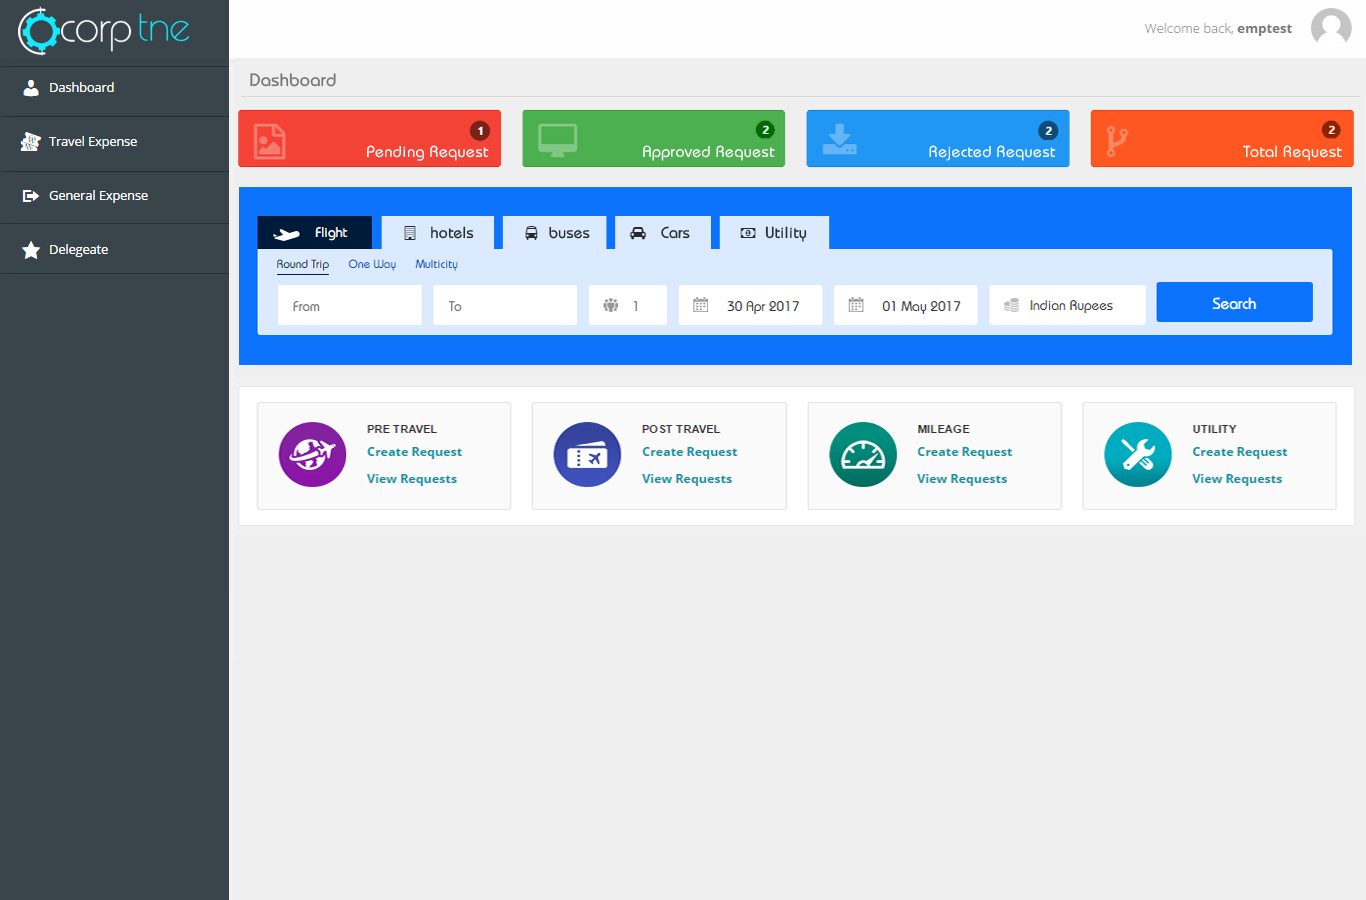 corp tne
Welcome back, emptest
Dashboard
Travel Expense
General Expense
Delegeate
Dashboard
1
Pending Request
2
Approved Request
2
Rejected Request
2
Total Request
flight hotels buses Cars Utility
Round Trip One Way Multicity
From To 1 30 Apr 2017 01 May 2017 Indian Rupees Search
PRE TRAVEL
Create Request
View Requests
POST TRAVEL
Create Request
View Requests
MILEAGE
Create Request
View Requests
UTILITY
Create Request
View Requests